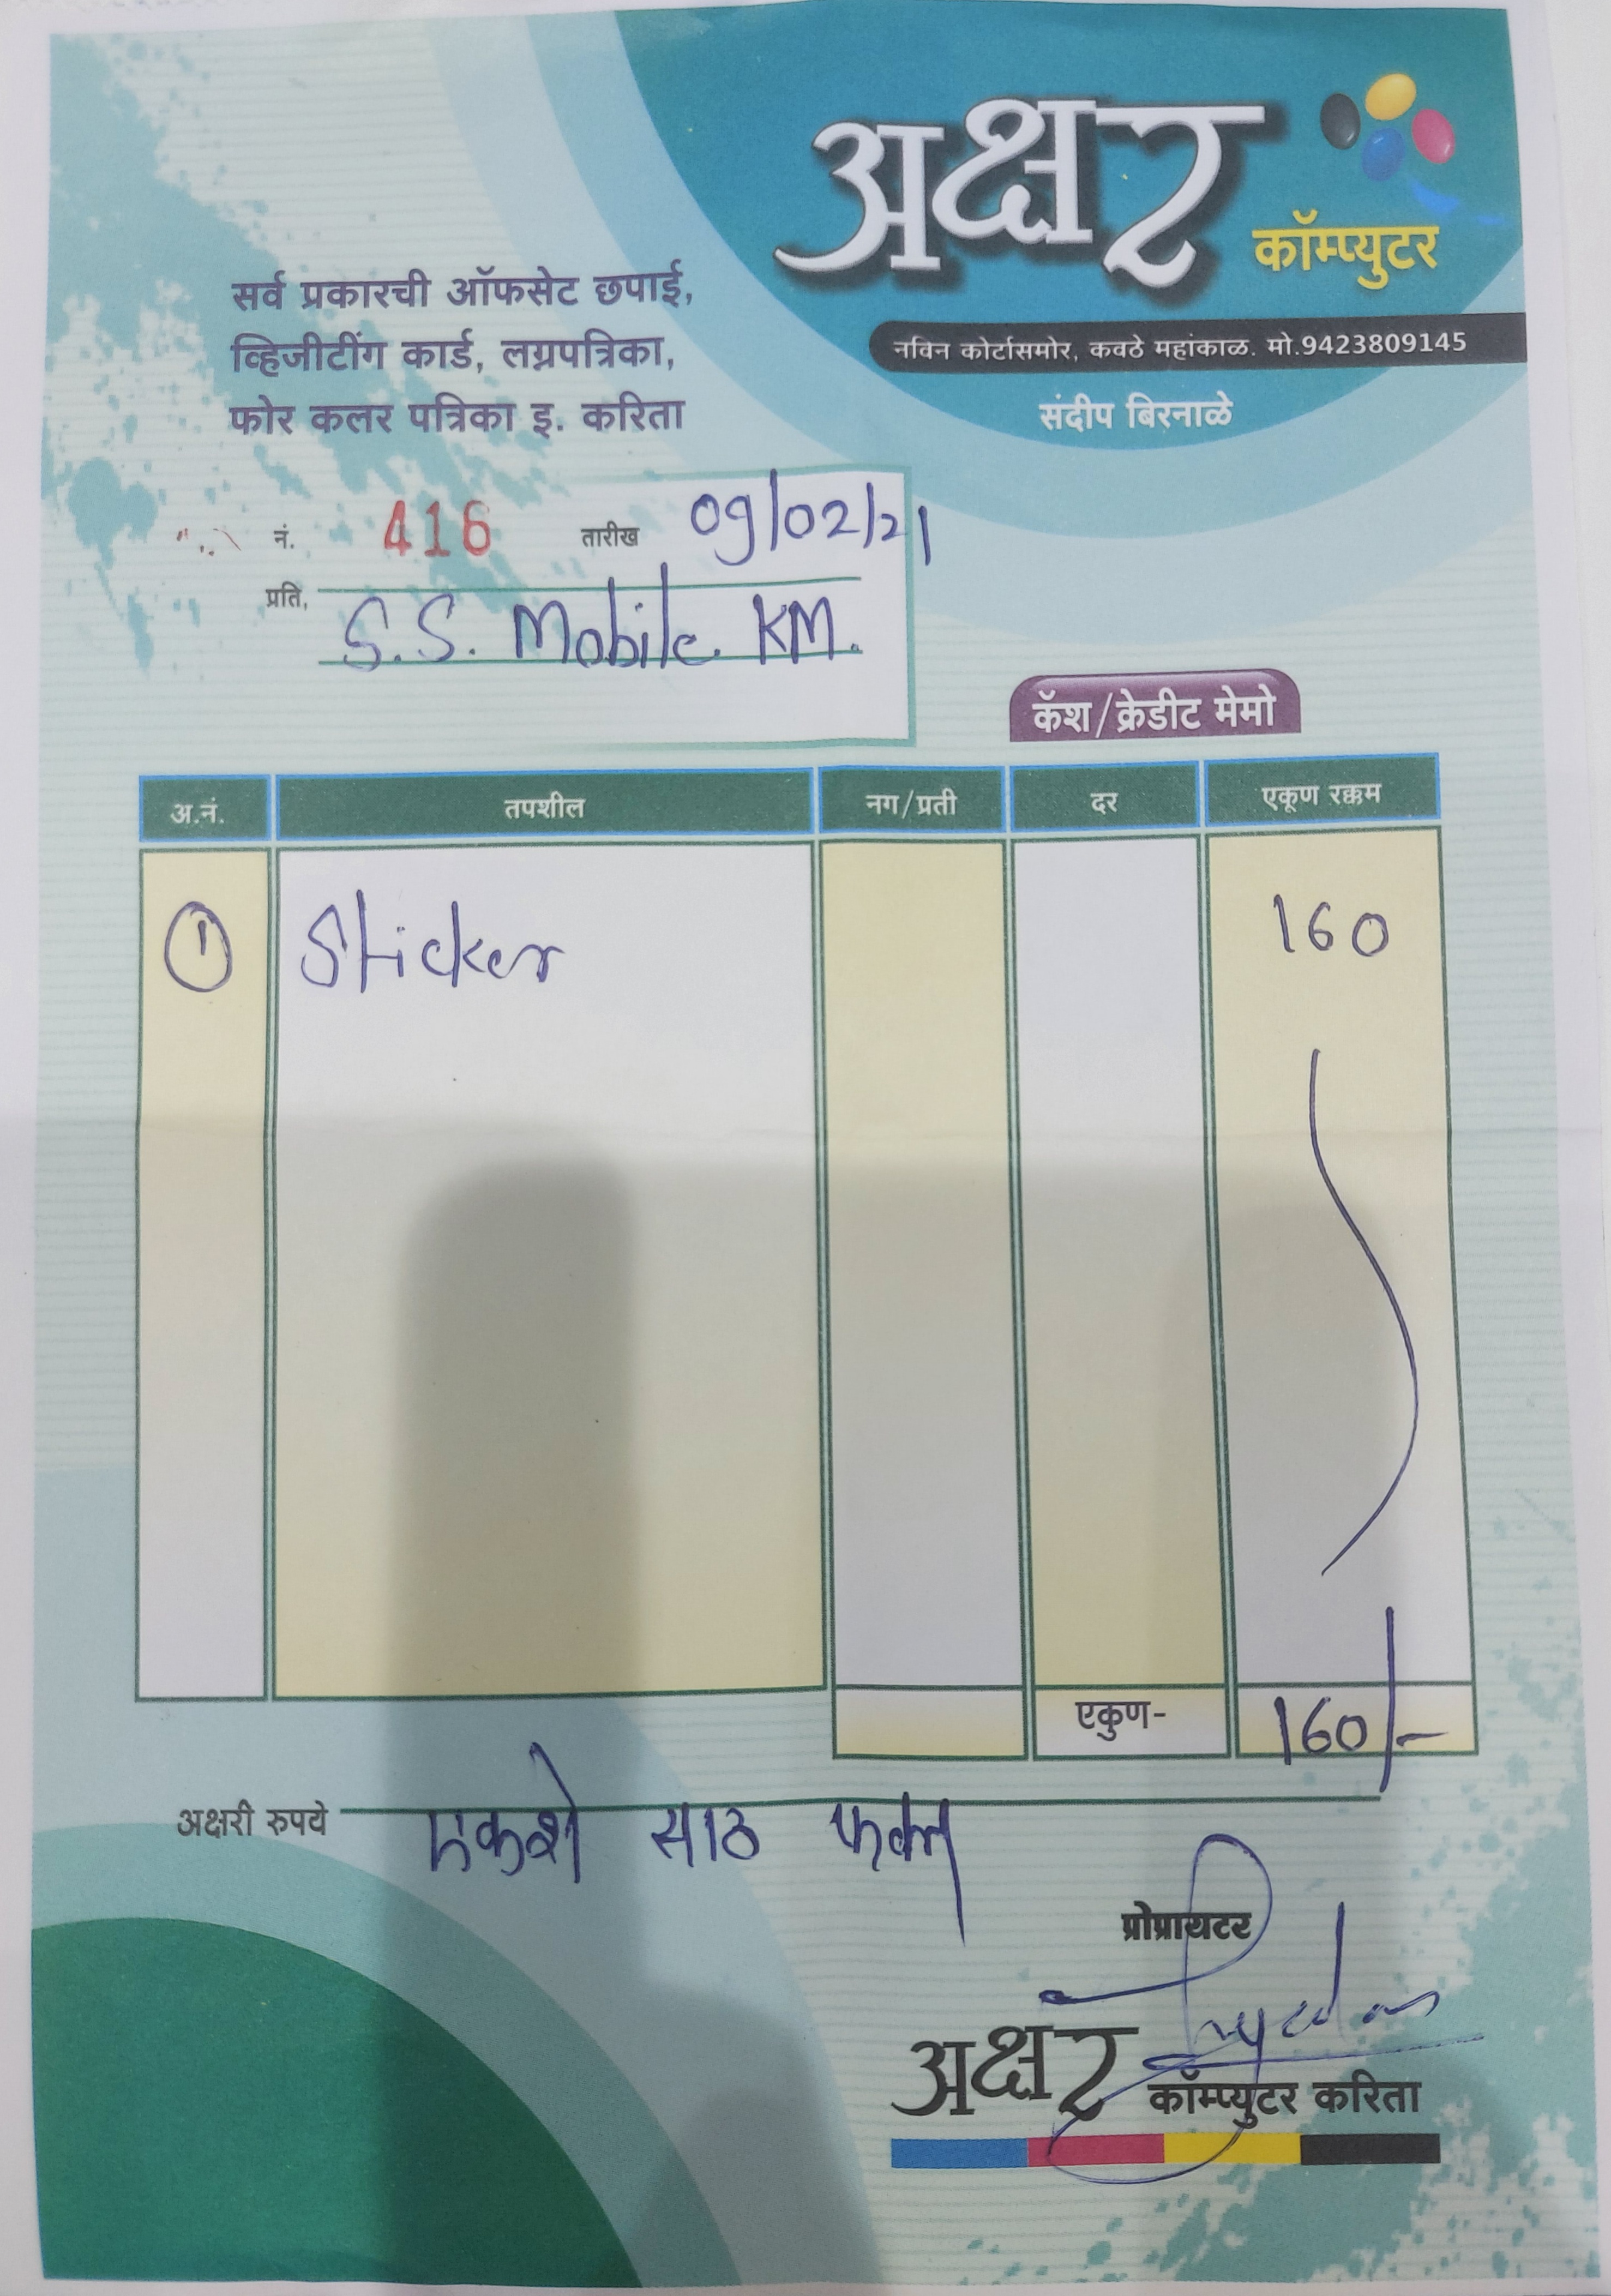 अक्षर
कॉम्प्युटर
नविन कोर्टासमोर, कवठे महांकाळ. मो.9423809145
संदीप बिरनाळे
सर्व प्रकारची ऑफसेट छपाई,
व्हिजीटींग कार्ड, लग्नपत्रिका,
फोर कलर पत्रिका इ. करिता
नं. 416 तारीख 09/02/21
प्रति, S.S. Mobile KM.
कॅश/क्रेडीट मेमो
अ.नं. तपशील नग/प्रती दर एकूण रक्कम
1 Sticker 160
एकुण- 160/-
अक्षरी रुपये एकशे साठ फक्त
प्रोप्रायटर
अक्षर कॉम्प्युटर करिता